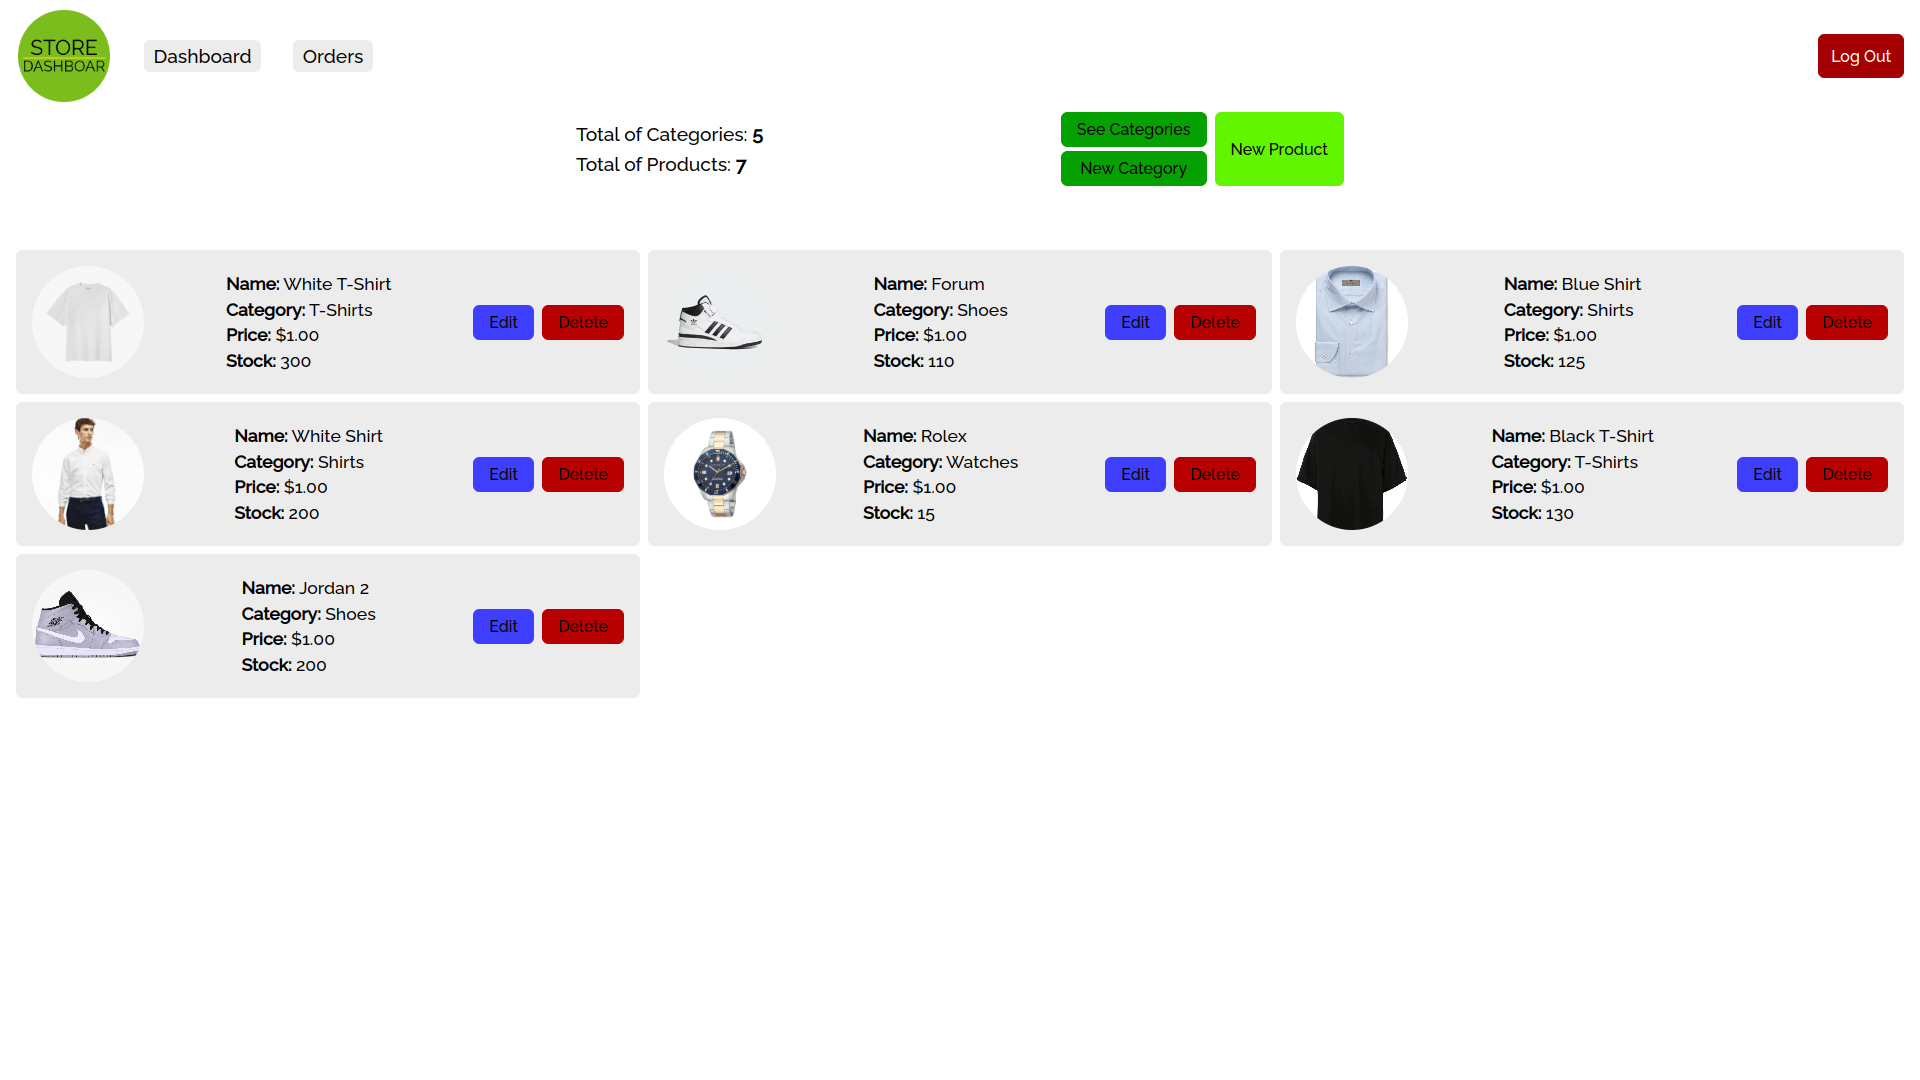 STORE
DASHBOAR
Dashboard
Orders
Log Out
Total of Categories: 5
Total of Products: 7
See Categories
New Category
New Product
Name: White T-Shirt
Category: T-Shirts
Price: $1.00
Stock: 300
Edit
Delete
Name: Forum
Category: Shoes
Price: $1.00
Stock: 110
Edit
Delete
Name: Blue Shirt
Category: Shirts
Price: $1.00
Stock: 125
Edit
Delete
Name: White Shirt
Category: Shirts
Price: $1.00
Stock: 200
Edit
Delete
Name: Rolex
Category: Watches
Price: $1.00
Stock: 15
Edit
Delete
Name: Black T-Shirt
Category: T-Shirts
Price: $1.00
Stock: 130
Edit
Delete
Name: Jordan 2
Category: Shoes
Price: $1.00
Stock: 200
Edit
Delete